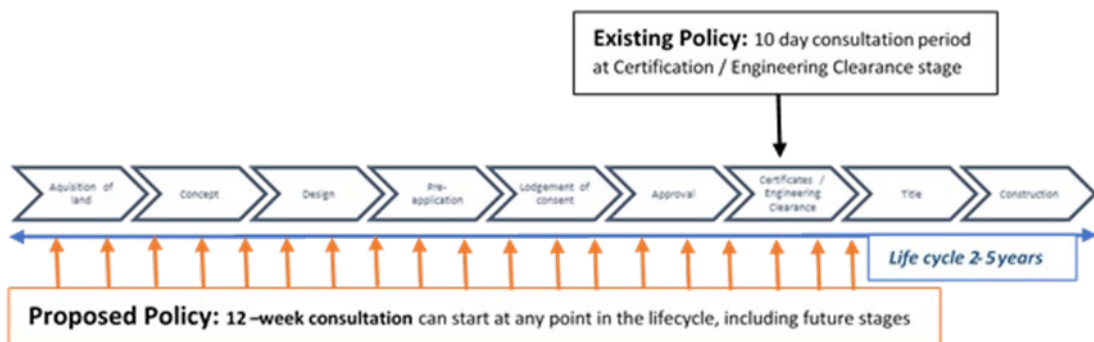 Existing Policy: 10 day consultation period
at Certification / Engineering Clearance stage
Aquisition of
land
Concept
Design
Pre-
application
Lodgement of
consent
Approval
Certificates /
Engineering
Clearance
Title
Construction
Life cycle 2-5years
Proposed Policy: 12–week consultation can start at any point in the lifecycle, including future stages